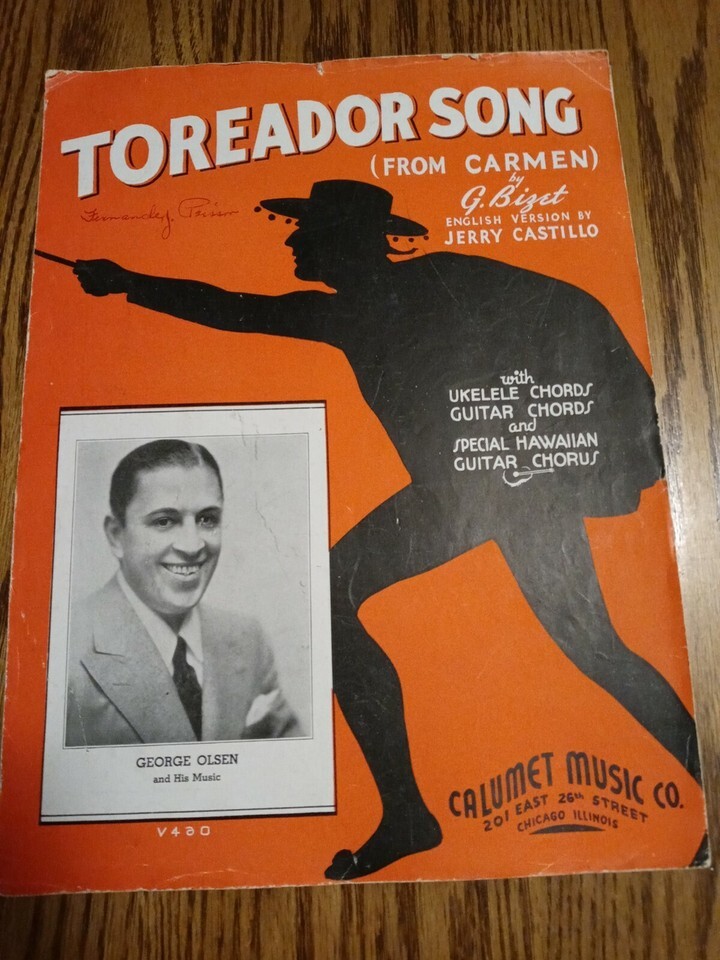 TOREADOR SONG
(FROM CARMEN)
by
G. Bizet
ENGLISH VERSION BY
JERRY CASTILLO
with
UKELELE CHORDS
GUITAR CHORDS
and
SPECIAL HAWAIIAN
GUITAR CHORUS
GEORGE OLSEN
and His Music
CALUMET MUSIC CO.
201 EAST 26th STREET
CHICAGO ILLINOIS